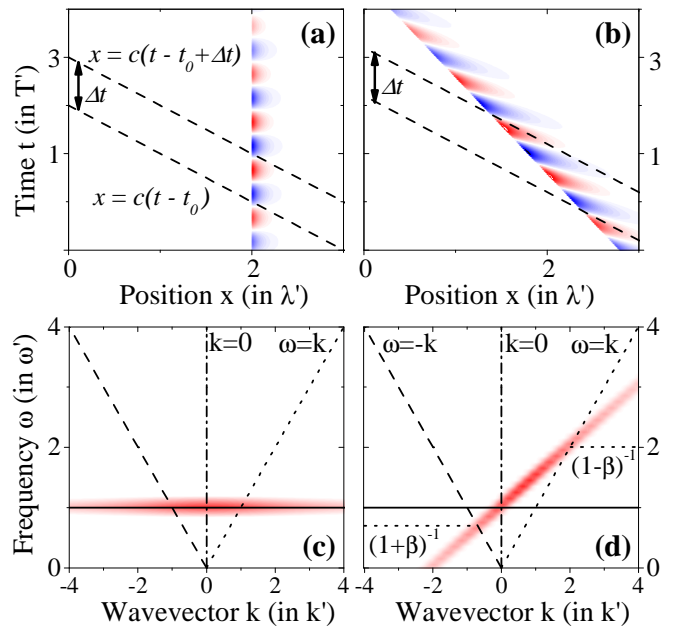 (a)
(b)
x = c(t - t0+Δt)
Δt
Δt
x = c(t - t0)
Time t (in T')
3
1
3
1
0
2
0
2
Position x (in λ')
Position x (in λ')
k=0
ω=k
ω=-k
k=0
ω=k
(1-β)-1
(1+β)-1
(c)
(d)
Frequency ω (in ω')
4
2
0
4
2
0
-4
-2
0
2
4
-4
-2
0
2
4
Wavevector k (in k')
Wavevector k (in k')